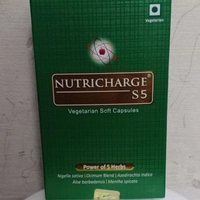 Vegetarian
NUTRICHARGE®
S5
Vegetarian Soft Capsules
Power of 5 Herbs
Nigella sativa | Ocimum Blend | Azadirachta indica
Aloe barbadensis | Mentha spicata